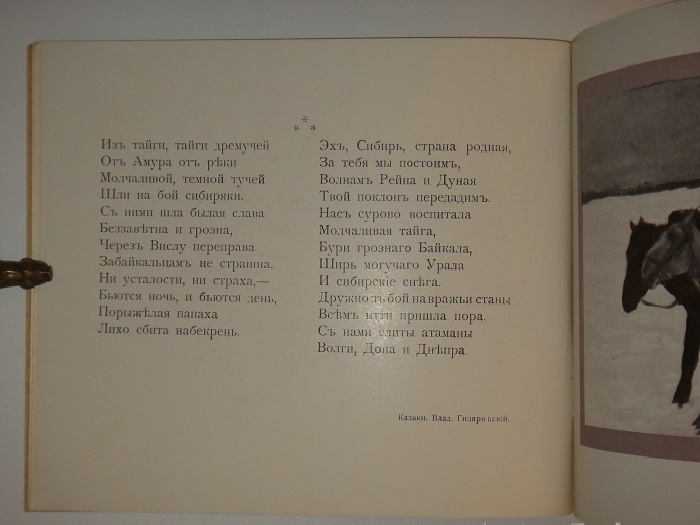 *
* *
Изъ тайги, тайги дремучей
Отъ Амура отъ рѣки
Молчаливой, темной тучей
Шли на бой сибиряки.
Съ ними шла былая слава
Беззавѣтна и грозна,
Черезъ Вислу переправа
Забайкальцамъ не страшна.
Ни усталости, ни страха,—
Бьются ночь, и бьются день,
Порыжѣлая папаха
Лихо сбита набекрень.
Эхъ, Сибирь, страна родная,
За тебя мы постоимъ,
Волнамъ Рейна и Дуная
Твой поклонъ передадимъ.
Насъ сурово воспитала
Молчаливая тайга,
Бури грознаго Байкала,
Ширь могучаго Урала
И сибирскіе снѣга.
Дружно въ бой на вражьи станы
Всѣмъ итти пришла пора.
Съ нами слиты атаманы
Волги, Дона и Днѣпра.
Казаки. Влад. Гиляровскій.